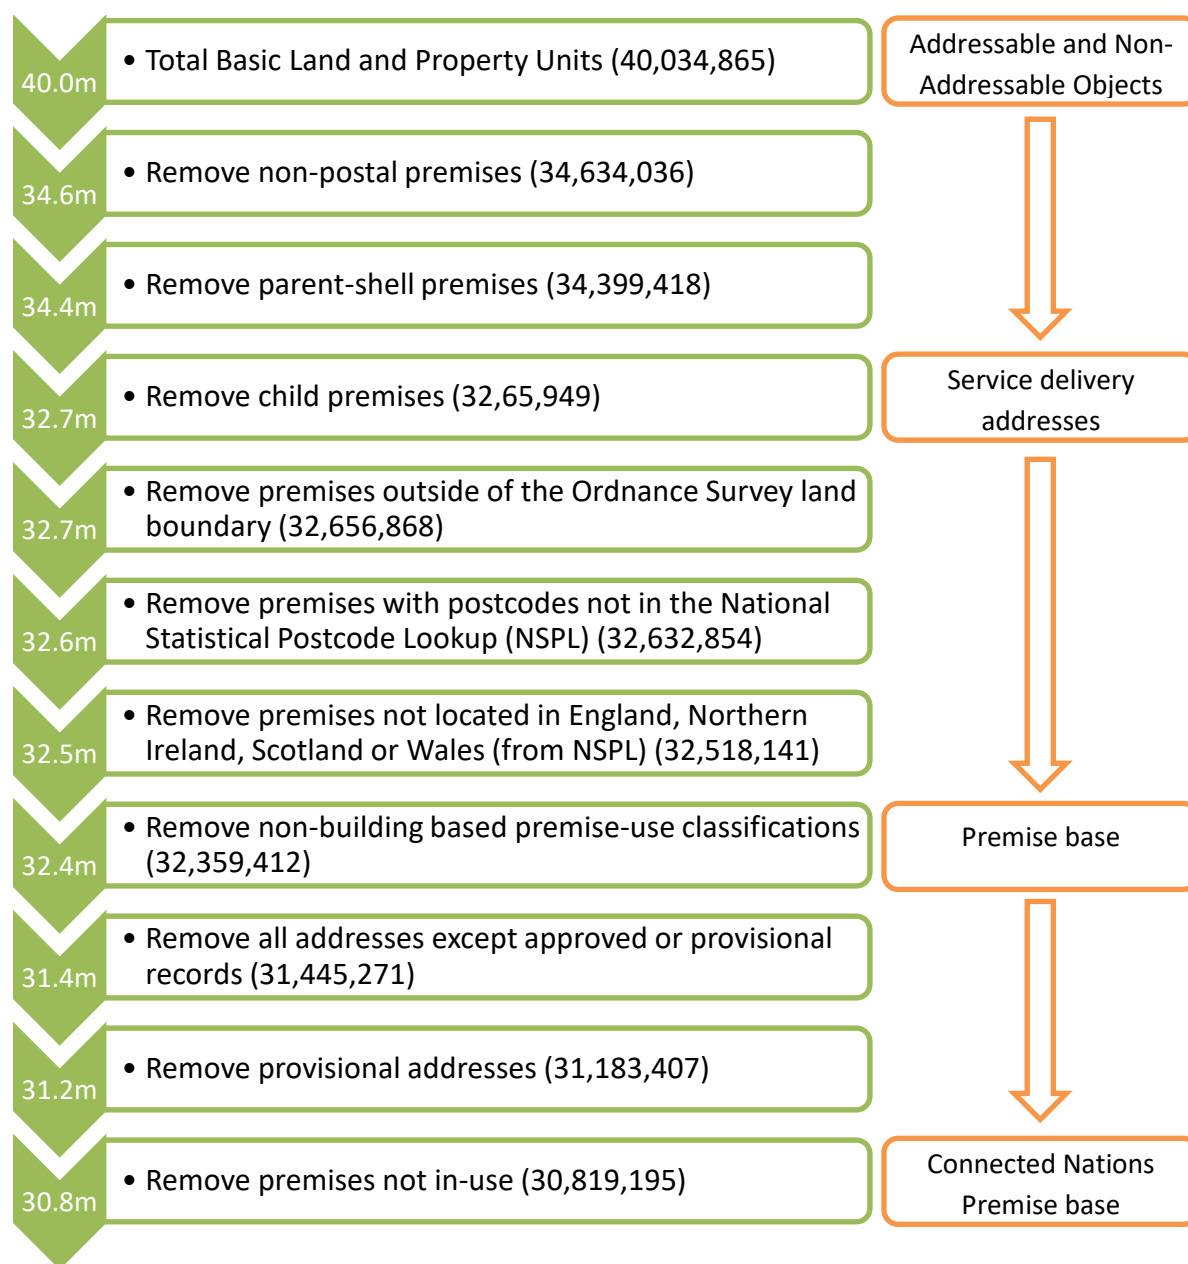 40.0m
• Total Basic Land and Property Units (40,034,865)
Addressable and Non-
Addressable Objects
34.6m
• Remove non-postal premises (34,634,036)
34.4m
• Remove parent-shell premises (34,399,418)
32.7m
• Remove child premises (32,65,949)
Service delivery
addresses
32.7m
• Remove premises outside of the Ordnance Survey land
boundary (32,656,868)
32.6m
• Remove premises with postcodes not in the National
Statistical Postcode Lookup (NSPL) (32,632,854)
32.5m
• Remove premises not located in England, Northern
Ireland, Scotland or Wales (from NSPL) (32,518,141)
32.4m
• Remove non-building based premise-use classifications
(32,359,412)
Premise base
31.4m
• Remove all addresses except approved or provisional
records (31,445,271)
31.2m
• Remove provisional addresses (31,183,407)
30.8m
• Remove premises not in-use (30,819,195)
Connected Nations
Premise base